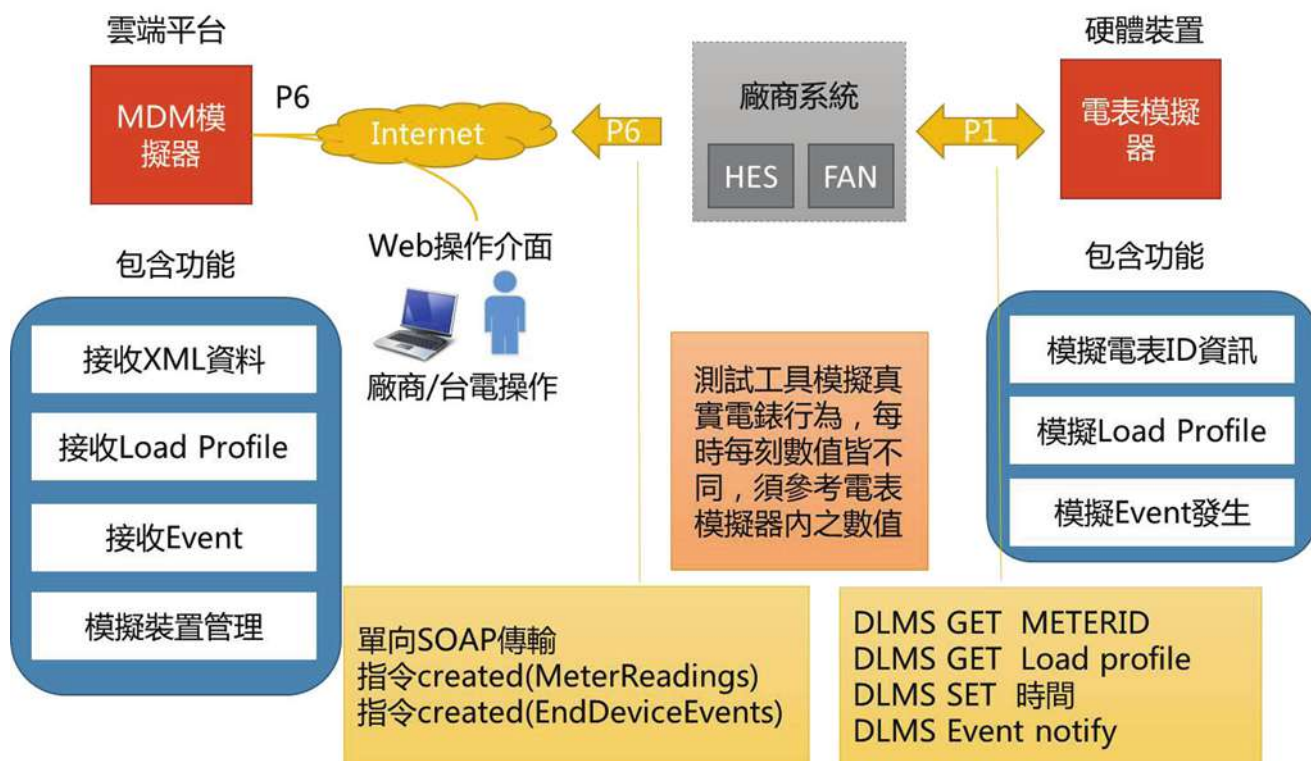 雲端平台
硬體裝置
MDM模
擬器
P6
Internet
P6
廠商系統
HES
FAN
P1
電表模擬
器
Web操作介面
廠商/台電操作
包含功能
接收XML資料
接收Load Profile
接收Event
模擬裝置管理
測試工具模擬真
實電錶行為，每
時每刻數值皆不
同，須參考電表
模擬器內之數值
包含功能
模擬電表ID資訊
模擬Load Profile
模擬Event發生
單向SOAP傳輸
指令created(MeterReadings)
指令created(EndDeviceEvents)
DLMS GET METERID
DLMS GET Load profile
DLMS SET 時間
DLMS Event notify